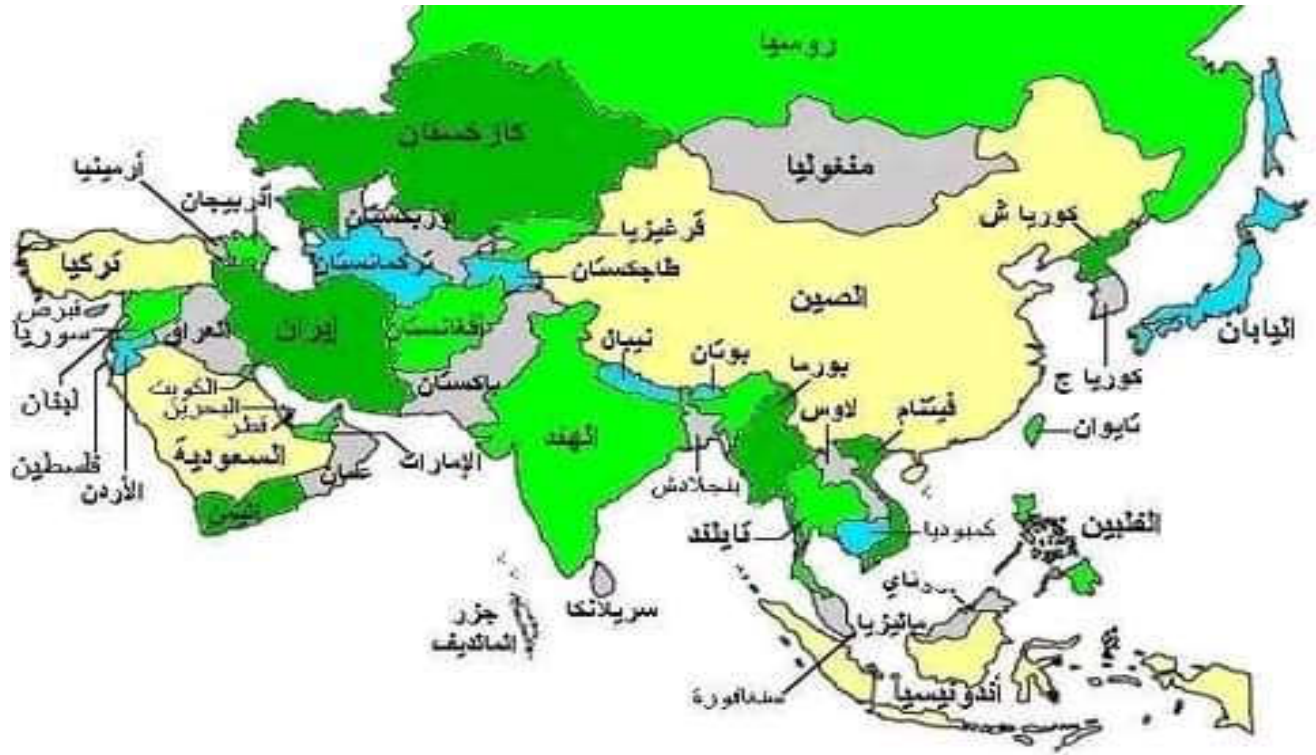 روسيا
كازخستان
منغوليا
أرمينيا
أذربيجان
أوزبكستان
قرغيزيا
كوريا ش
تركيا
تركمانستان
طاجكستان
الصين
قبرص
سوريا
العراق
إيران
افغانستان
اليابان
نيبال
بوتان
بورما
كوريا ج
لبنان
الكويت
باكستان
البحرين
لاوس
فيتنام
تايوان
قطر
الهند
فلسطين
السعودية
الإمارات
عمان
الأردن
بنجلادش
اليمن
تايلند
كمبوديا
الفلبين
سريلانكا
جزر
المالديف
بروناي
ماليزيا
سنغافورة
أندونيسيا